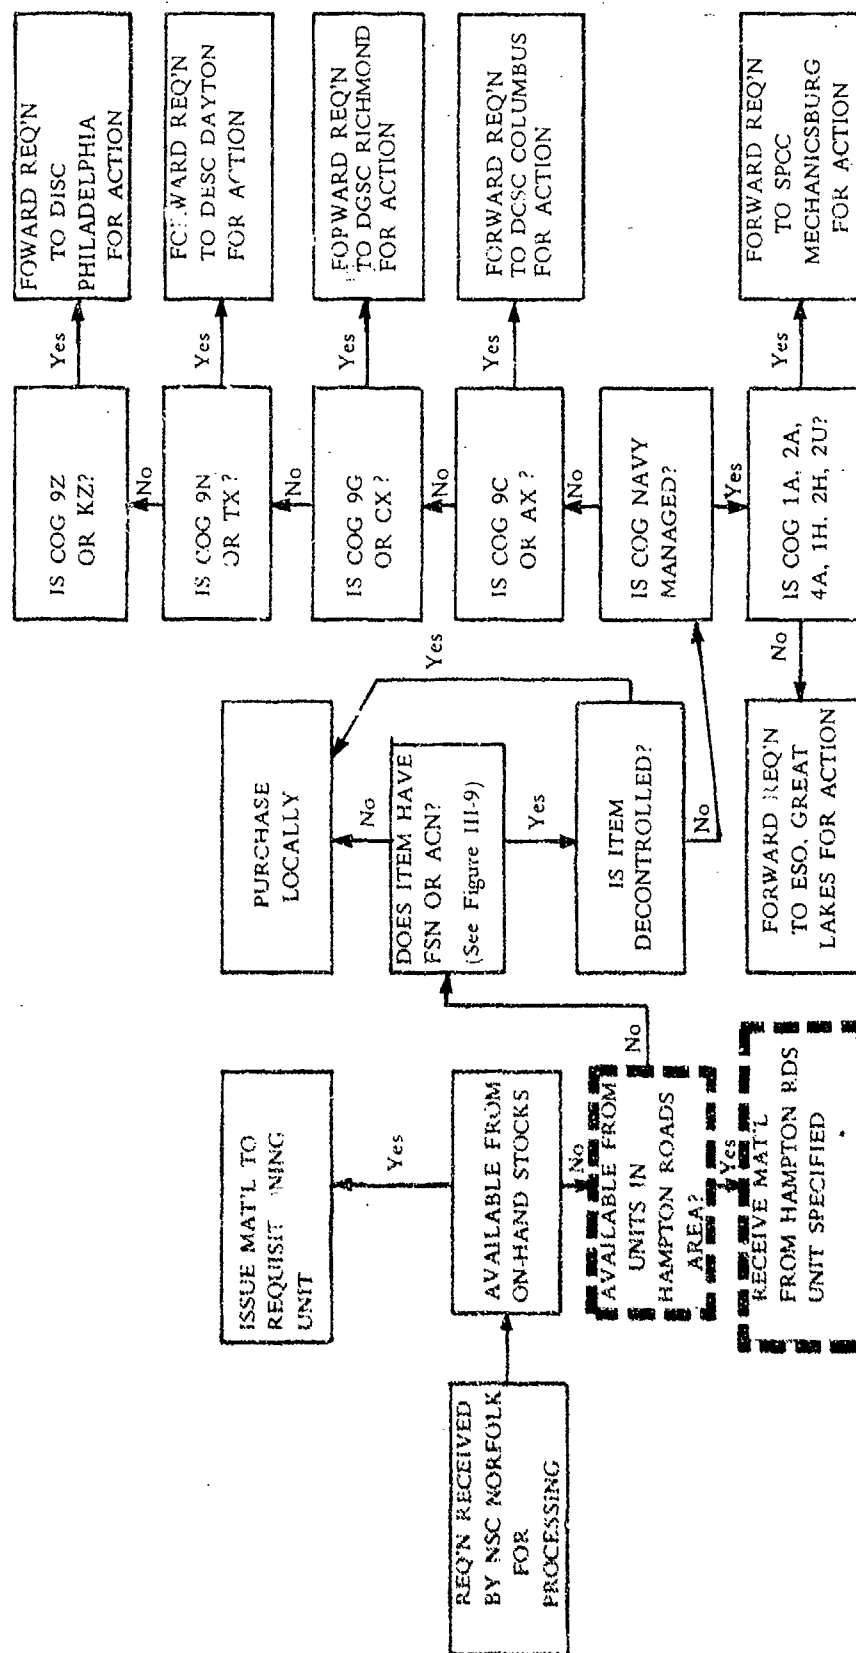 REQ'N RECEIVED
BY NSC NORFOLK
FOR
PROCESSING
ISSUE MAT'L TO
UNIT
Yes
AVAILABLE FROM
ON-HAND STOCKS
No
AVAILABLE FROM
UNITS IN
HAMPTON ROADS
AREA?
No
Yes
RECEIVE MAT'L
FROM HAMPTON RDS
UNIT SPECIFIED
PURCHASE
LOCALLY
No
Yes
DOES ITEM HAVE
FSN OR ACN?
(See Figure III-9)
Yes
IS ITEM
DECONTROLLED?
No
FORWARD REQ'N
TO ESO, GREAT
LAKES FOR ACTION
No
IS COG 9Z
OR KZ?
No
IS COG 9N
OR TX?
No
IS COG 9G
OR CX?
No
IS COG 9C
OR AX?
No
IS COG NAVY
MANAGED?
Yes
IS COG 1A, 2A,
4A, 1H, 2H, 2U?
Yes
FOWARD REQ'N
TO DISC
PHILADELPHIA
FOR ACTION
Yes
REQ'N
TO DESC DAYTON
FOR ACTION
Yes
REQ'N
TO DGSC RICHMOND
FOR ACTION
Yes
FORWARD REQ'N
TO DCSC COLUMBUS
FOR ACTION
Yes
FORWARD REQ'N
TO SPCC
MECHANICSBURG
FOR ACTION